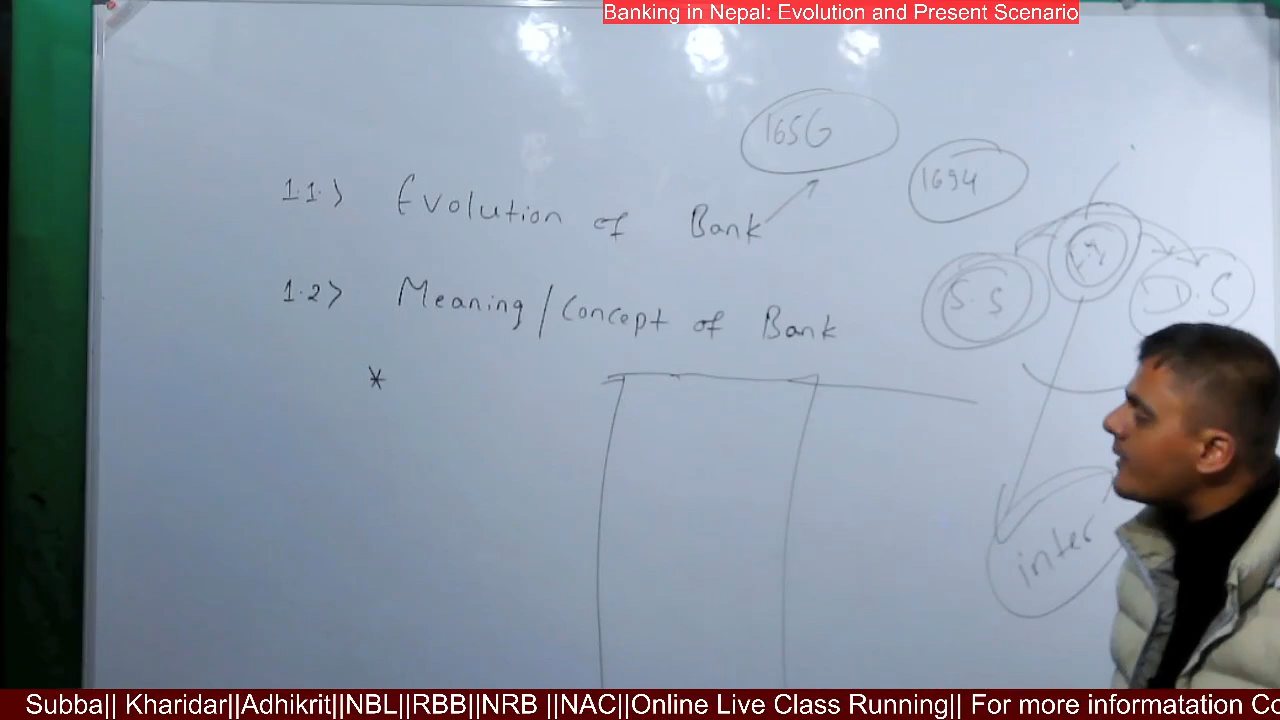 Banking in Nepal: Evolution and Present Scenario
1656
1694
1.1.> Evolution of Bank
1.2> Meaning/Concept of Bank
S.S
D.S
*
inter
Subba|| Kharidar||Adhikrit||NBL||RBB||NRB ||NAC||Online Live Class Running|| For more informatation Co